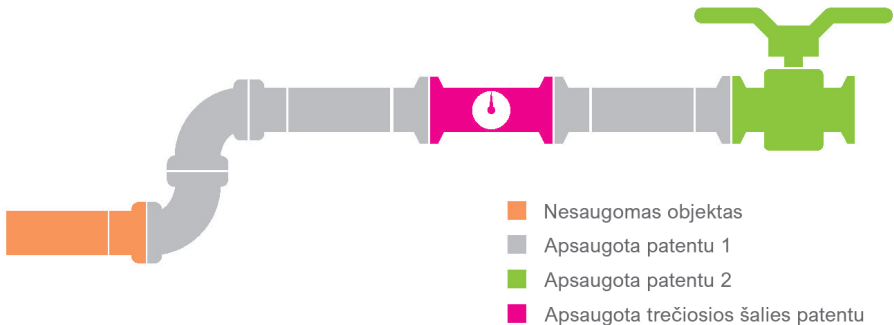 Nesaugomas objektas
Apsaugota patentu 1
Apsaugota patentu 2
Apsaugota trečiosios šalies patentu